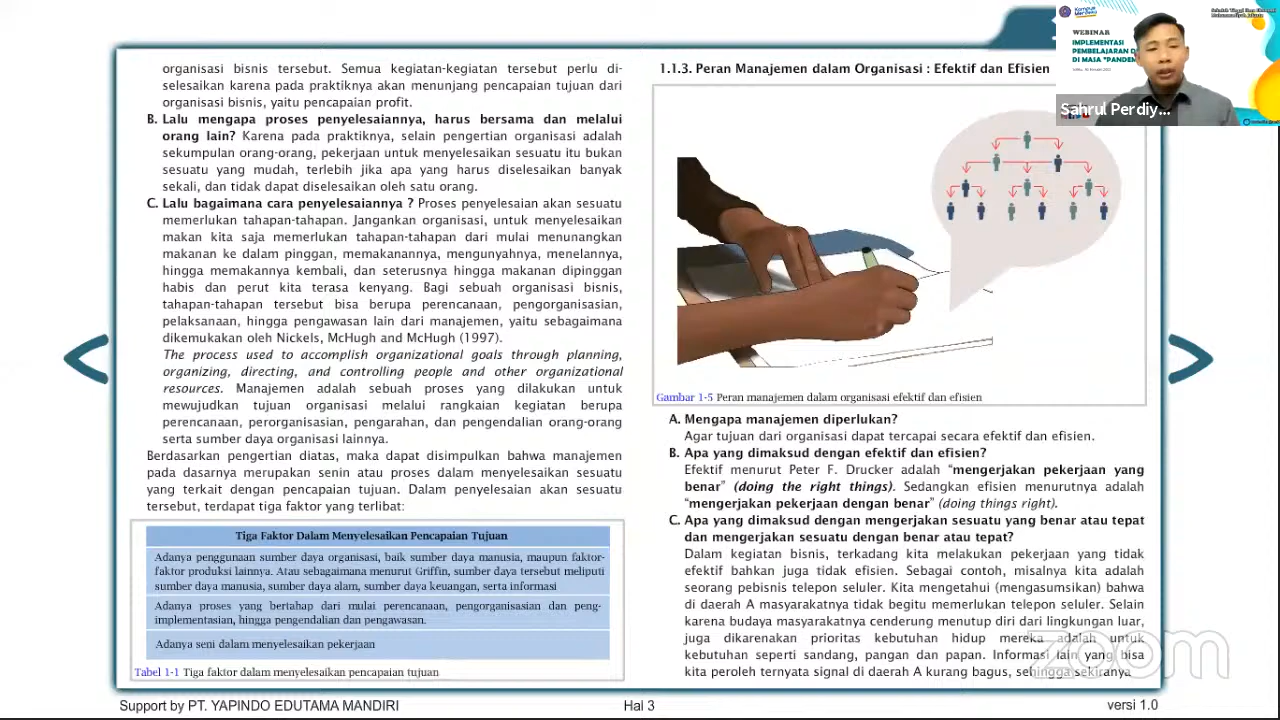 organisasi bisnis tersebut. Semua rangkaian kegiatan tersebut perlu di-
selesaikan karena pada praktiknya akan menunjang pencapaian tujuan dari
organisasi bisnis, yaitu pencapaian profit.
B. Lalu mengapa proses penyelesaiannya, harus bersama dan melalui
orang lain? Karena pada praktiknya, selain pengertian organisasi adalah
sekumpulan orang-orang, pekerjaan untuk menyelesaikan sesuatu itu bukan
sesuatu yang mudah, terlebih jika apa yang harus diselesaikan banyak
sekali, dan tidak dapat diselesaikan oleh satu orang.
C. Lalu bagaimana cara penyelesaiannya ? Proses penyelesaian akan sesuatu
memerlukan tahapan-tahapan. Jangankan organisasi, untuk menyelesaikan
makan kita saja memerlukan tahapan-tahapan dari mulai menunangkan
makanan ke dalam pinggan, memakanannya, mengunyahnya, menelannya,
hingga memakannya kembali, dan seterusnya hingga makanan dipinggan
habis dan perut kita terasa kenyang. Bagi sebuah organisasi bisnis,
tahapan-tahapan tersebut bisa berupa perencanaan, pengorganisasian,
pelaksanaan, hingga pengawasan lain dari manajemen, yaitu sebagaimana
dikemukakan oleh Nickels, McHugh and McHugh (1997).
The process used to accomplish organizational goals through planning,
organizing, directing, and controlling people and other organizational
resources. Manajemen adalah sebuah proses yang dilakukan untuk
mewujudkan tujuan organisasi melalui rangkaian kegiatan berupa
perencanaan, perorganisasian, pengarahan, dan pengendalian orang-orang
serta sumber daya organisasi lainnya.
Berdasarkan pengertian diatas, maka dapat disimpulkan bahwa manajemen
pada dasarnya merupakan senin atau proses dalam menyelesaikan sesuatu
yang terkait dengan pencapaian tujuan. Dalam penyelesaian akan sesuatu
tersebut, terdapat tiga faktor yang terlibat:
Tiga Faktor Dalam Menyelesaikan Pencapaian Tujuan
Adanya penggunaan sumber daya organisasi, baik sumber daya manusia, maupun faktor-
faktor produksi lainnya. Atau sebagaimana menurut Griffin, sumber daya tersebut meliputi
sumber daya manusia, sumber daya alam, sumber daya keuangan, serta informasi
Adanya proses yang bertahap dari mulai perencanaan, pengorganisasian dan peng-
implementasian, hingga pengendalian dan pengawasan.
Adanya seni dalam menyelesaikan pekerjaan
Tabel 1-1 Tiga faktor dalam menyelesaikan pencapaian tujuan
1.1.3. Peran Manajemen dalam Organisasi : Efektif dan Efisien
Gambar 1-5 Peran manajemen dalam organisasi efektif dan efisien
A. Mengapa manajemen diperlukan?
Agar tujuan dari organisasi dapat tercapai secara efektif dan efisien.
B. Apa yang dimaksud dengan efektif dan efisien?
Efektif menurut Peter F. Drucker adalah “mengerjakan pekerjaan yang
benar” (doing the right things). Sedangkan efisien menurutnya adalah
“mengerjakan pekerjaan dengan benar” (doing things right).
C. Apa yang dimaksud dengan mengerjakan sesuatu yang benar atau tepat
dan mengerjakan sesuatu dengan benar atau tepat?
Dalam kegiatan bisnis, terkadang kita melakukan pekerjaan yang tidak
efektif bahkan juga tidak efisien. Sebagai contoh, misalnya kita adalah
seorang pebisnis telepon seluler. Kita mengetahui (mengasumsikan) bahwa
di daerah A masyarakatnya tidak begitu memerlukan telepon seluler. Selain
karena budaya masyarakatnya cenderung menutup diri dari lingkungan luar,
juga dikarenakan prioritas kebutuhan hidup mereka adalah untuk
kebutuhan seperti sandang, pangan dan papan. Informasi lain yang bisa
kita peroleh ternyata signal di daerah A kurang bagus, sehingga sekiranya
zoom
Support by PT. YAPINDO EDUTAMA MANDIRI
Hal 3
versi 1.0
Kampus
Merdeka
WEBINAR
IMPLEMENTASI
PEMBELAJARAN D
DI MASA "PANDEM
Sahrul Perdiy...